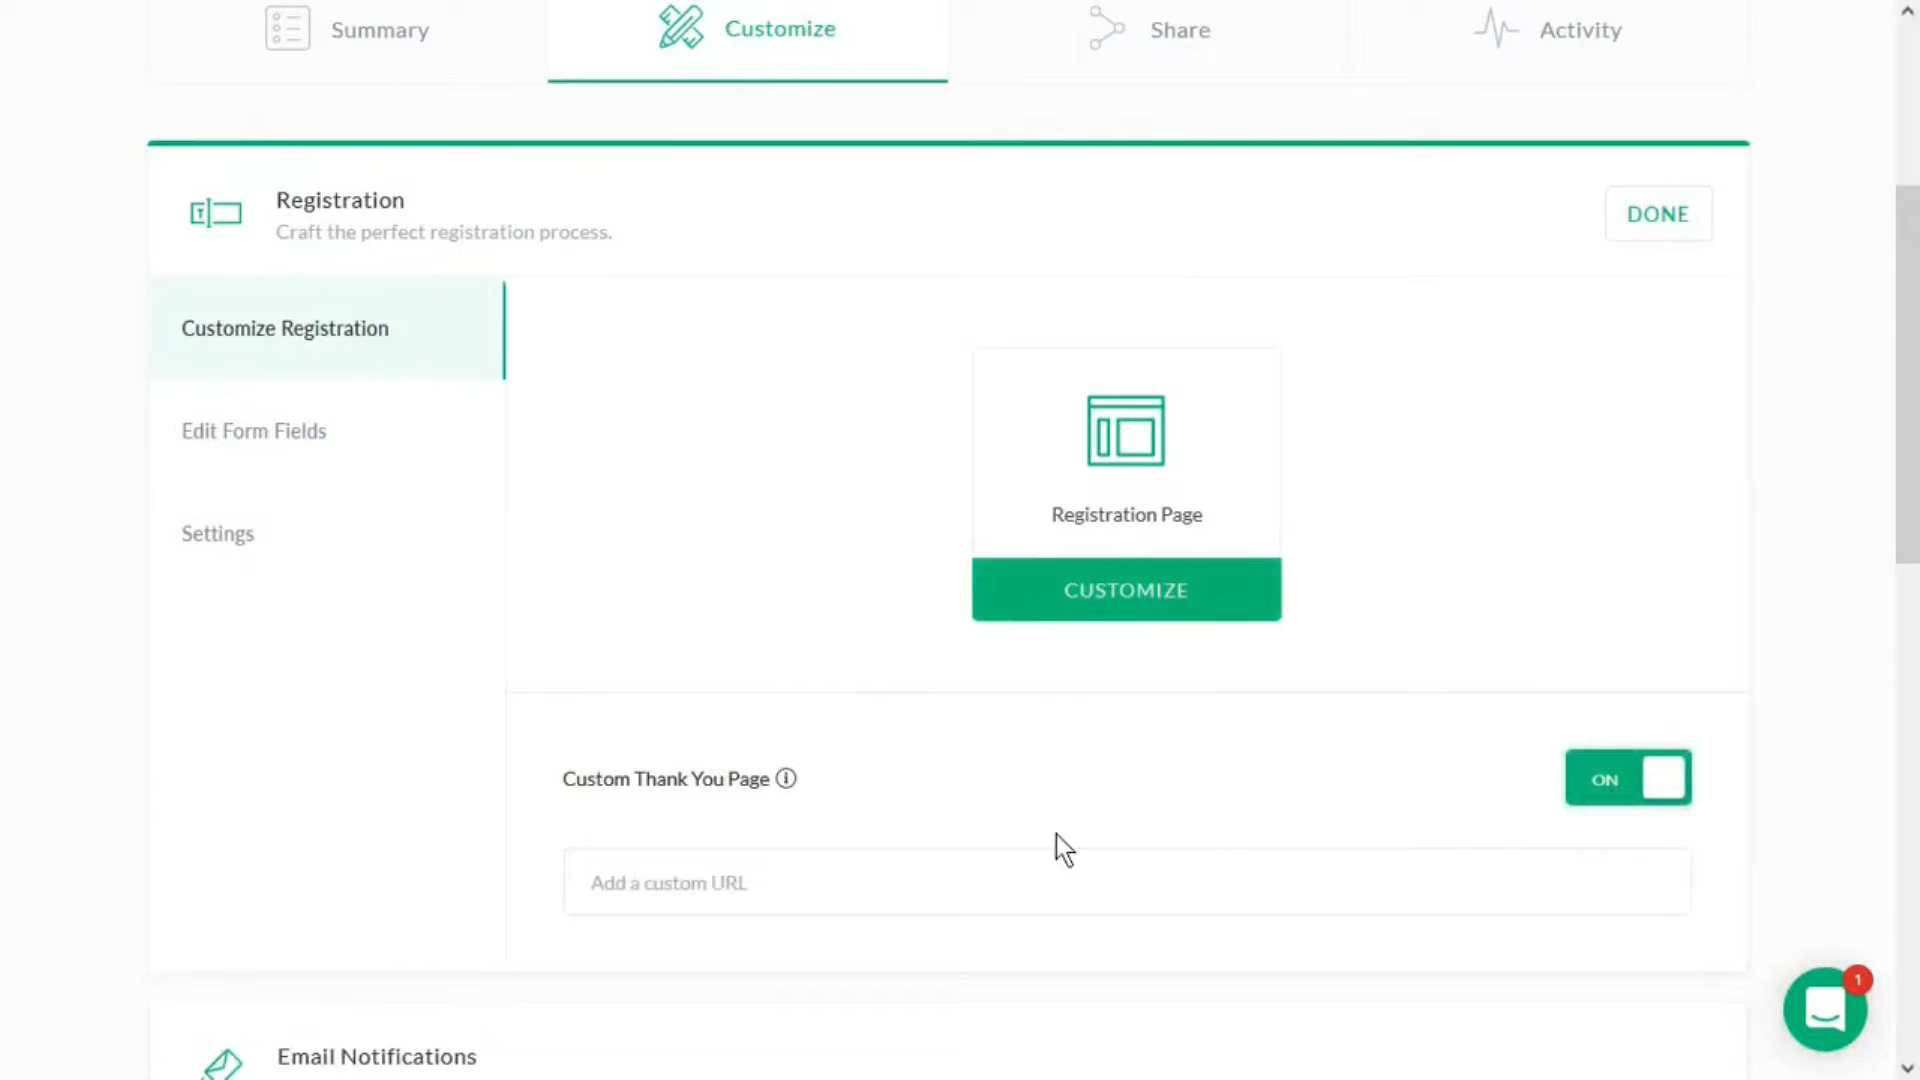 Summary
Customize
Share
Activity
Registration
Craft the perfect registration process.
DONE
Customize Registration
Edit Form Fields
Settings
Registration Page
CUSTOMIZE
Custom Thank You Page
ON
Add a custom URL
1
Email Notifications